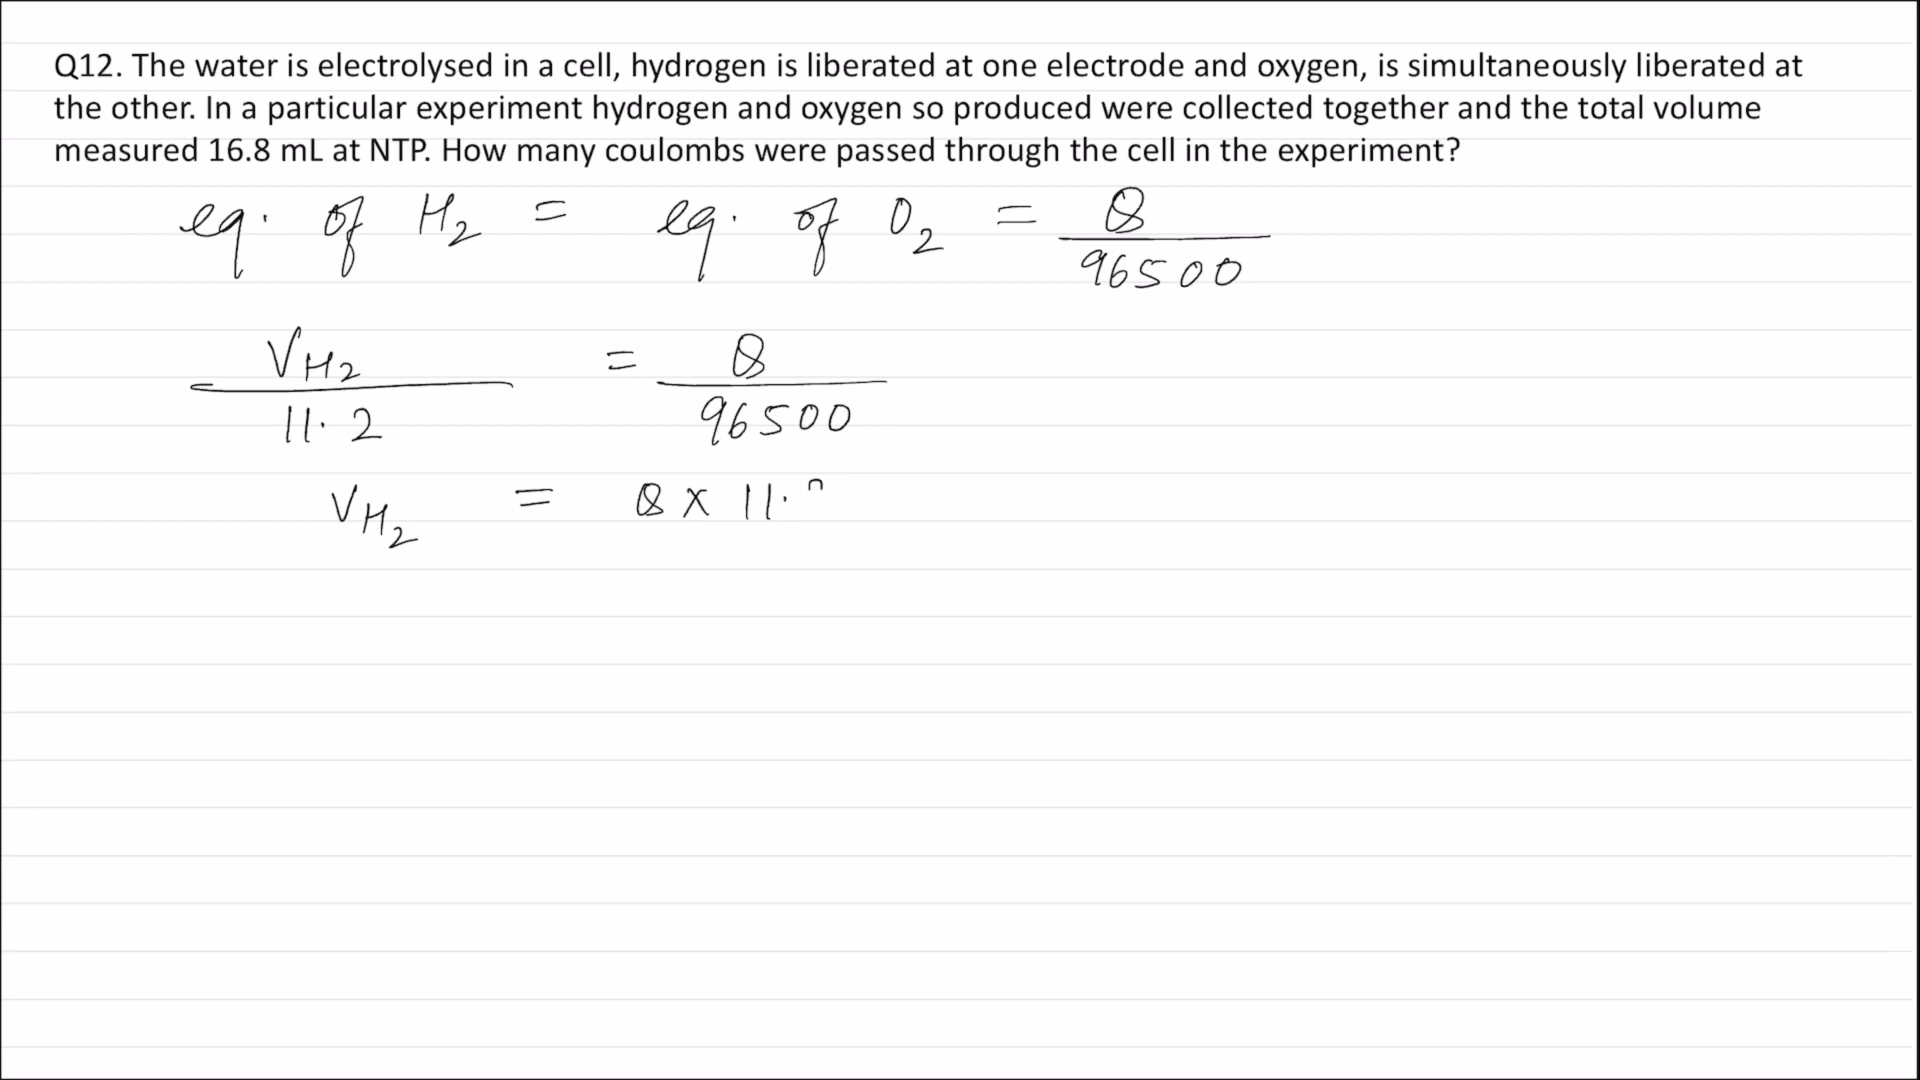 Q12. The water is electrolysed in a cell, hydrogen is liberated at one electrode and oxygen, is simultaneously liberated at
the other. In a particular experiment hydrogen and oxygen so produced were collected together and the total volume
measured 16.8 mL at NTP. How many coulombs were passed through the cell in the experiment?
eq. of H2 = eq. of O2 = Q
96500
VH2 = Q
11.2 96500
VH2 = Q × 11.